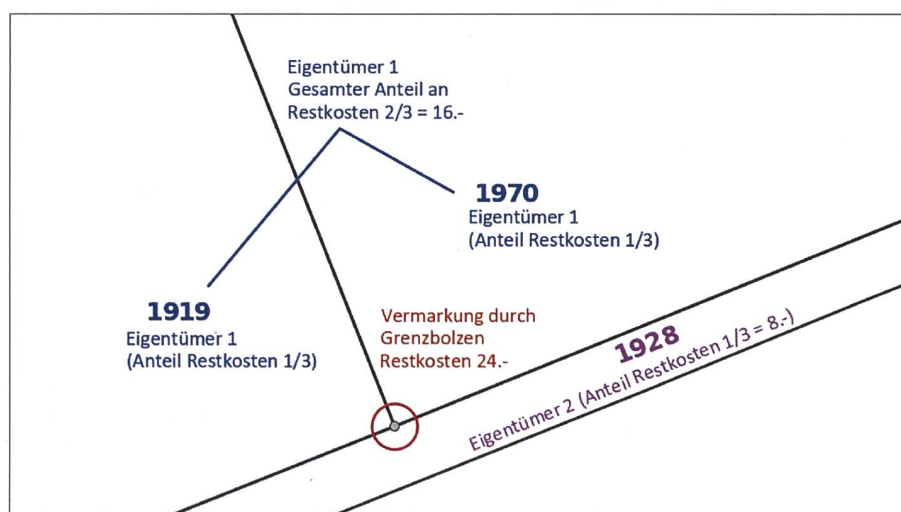 Eigentümer 1
Gesamter Anteil an
Restkosten 2/3 = 16.-
1970
Eigentümer 1
(Anteil Restkosten 1/3)
1919
Eigentümer 1
(Anteil Restkosten 1/3)
Vermarkung durch
Grenzbolzen
Restkosten 24.-
1928
Eigentümer 2 (Anteil Restkosten 1/3 = 8.-)